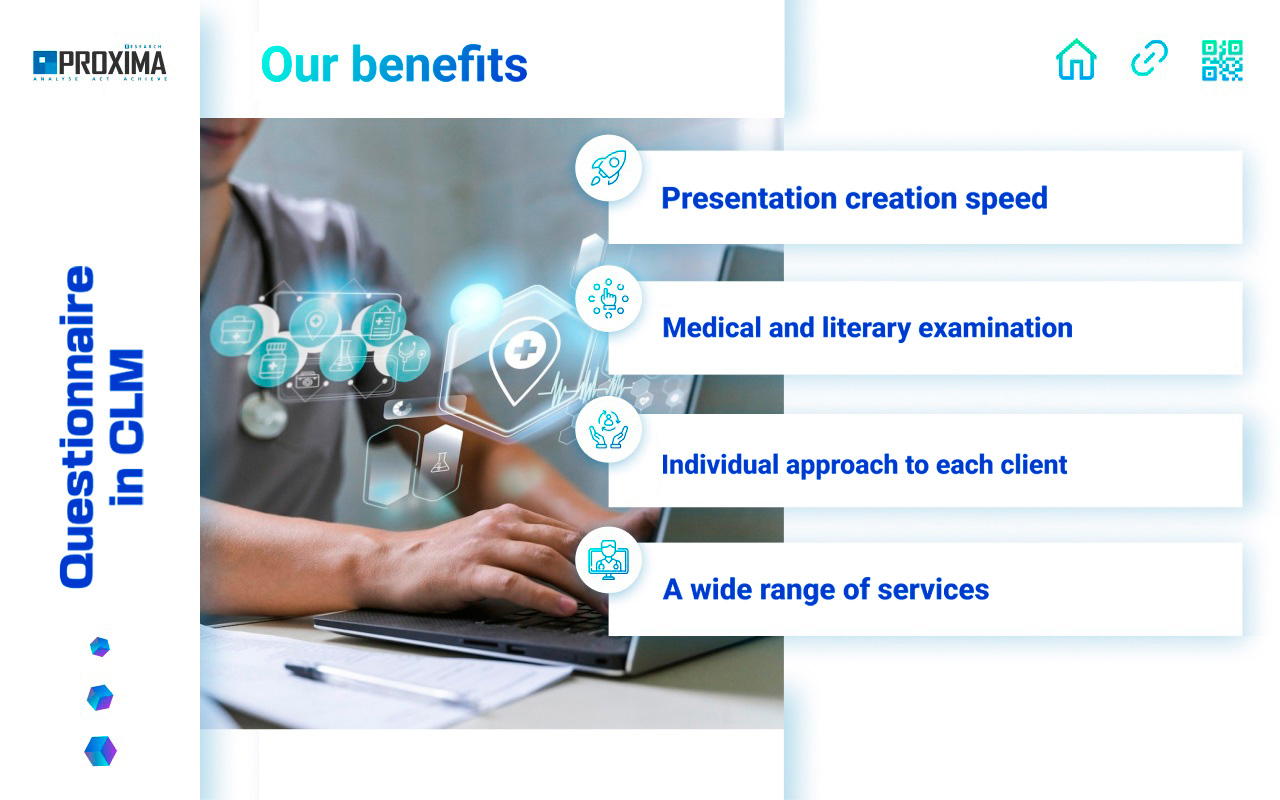 RESEARCH
PROXIMA
ANALYSE ACT ACHIEVE
Our benefits
Questionnaire
in CLM
Presentation creation speed
Medical and literary examination
Individual approach to each client
A wide range of services